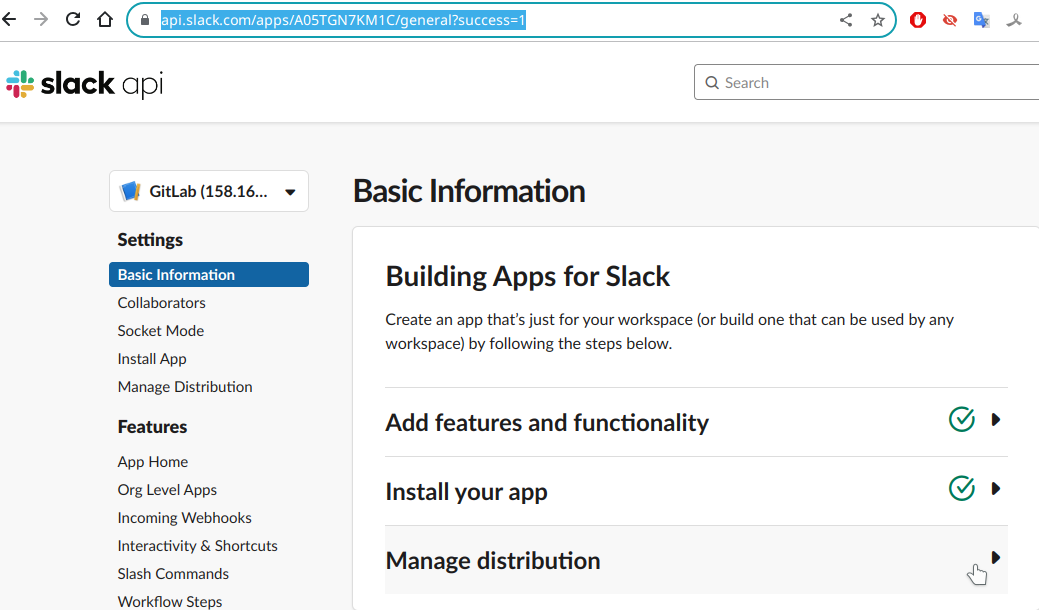 api.slack.com/apps/A05TGN7KM1C/general?success=1
slack api
Search
GitLab (158.16...
Basic Information
Settings
Basic Information
Collaborators
Socket Mode
Install App
Manage Distribution
Features
App Home
Org Level Apps
Incoming Webhooks
Interactivity & Shortcuts
Slash Commands
Workflow Steps
Building Apps for Slack
Create an app that's just for your workspace (or build one that can be used by any
workspace) by following the steps below.
Add features and functionality
Install your app
Manage distribution